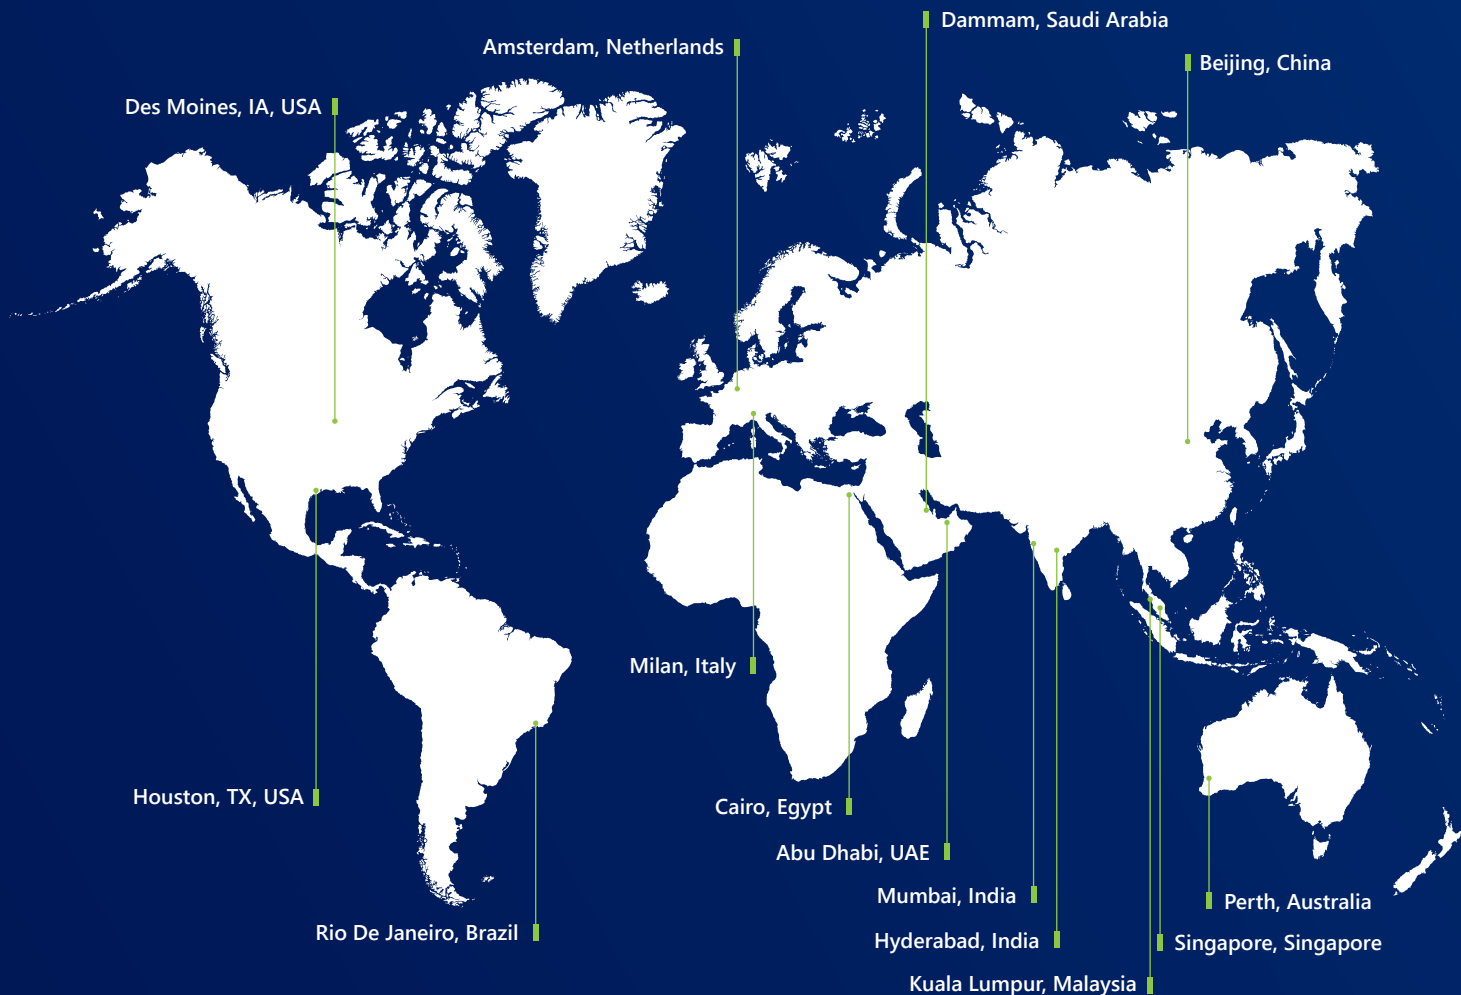 Dammam, Saudi Arabia
Amsterdam, Netherlands
Beijing, China
Des Moines, IA, USA
Milan, Italy
Houston, TX, USA
Cairo, Egypt
Abu Dhabi, UAE
Mumbai, India
Perth, Australia
Rio De Janeiro, Brazil
Hyderabad, India
Singapore, Singapore
Kuala Lumpur, Malaysia